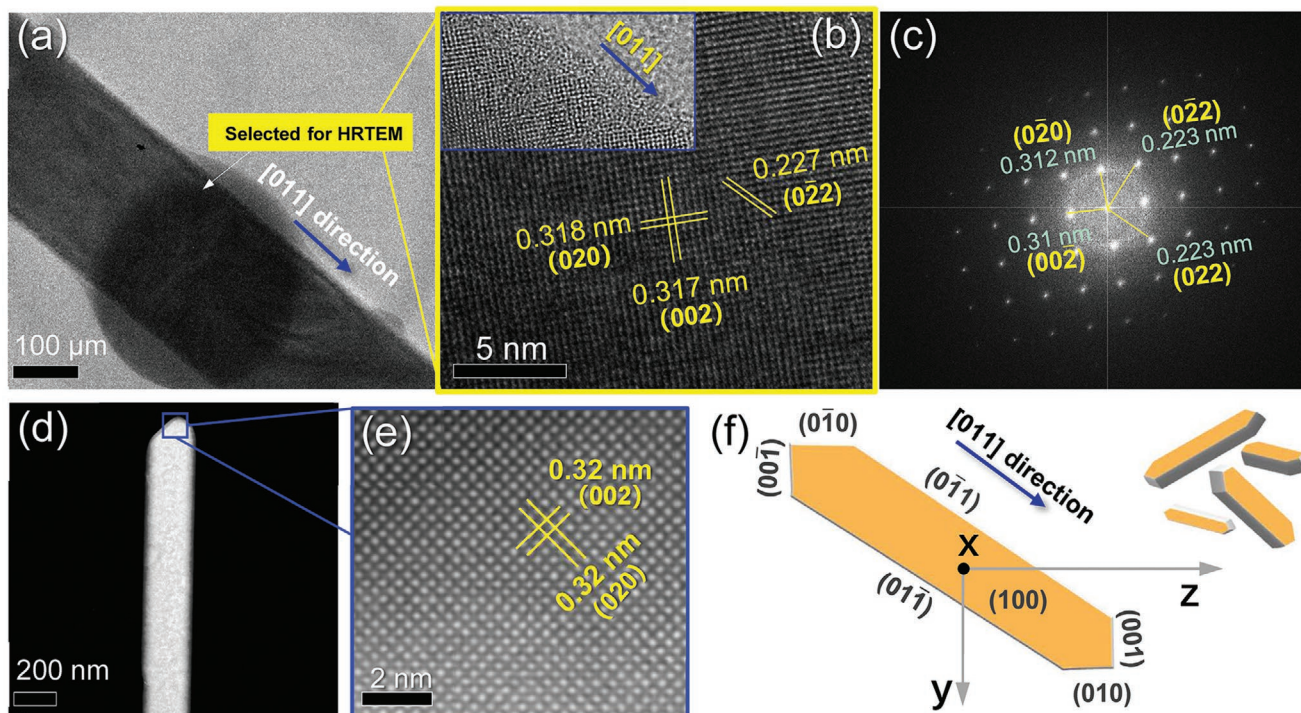 (a)
Selected for HRTEM
[011] direction
100 µm
(b)
[011]
0.227 nm
(02̅2)
0.318 nm
(020)
0.317 nm
(002)
5 nm
(c)
(02̅0)
0.312 nm
(02̅2)
0.223 nm
0.31 nm
(002̅)
0.223 nm
(022)
(d)
200 nm
(e)
0.32 nm
(002)
0.32 nm
(020)
2 nm
(f)
[011] direction
(01̅0)
(001̅)
(01̅1)
(011̅)
x
(100)
z
(001)
y
(010)